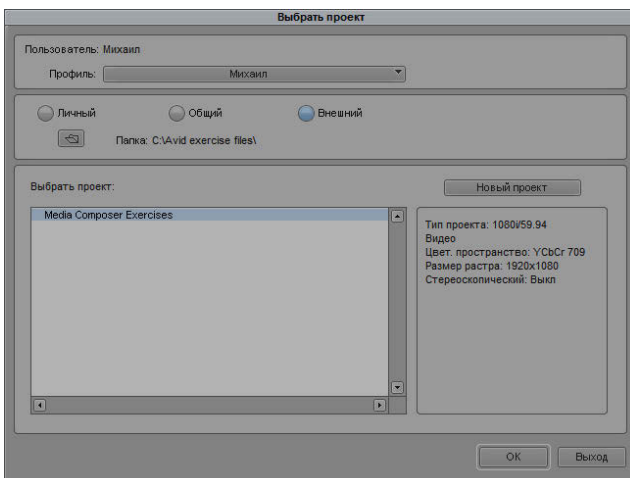 Выбрать проект
Пользователь: Михаил
Профиль: Михаил
Личный Общий Внешний
Папка: C:\Avid exercise files\
Выбрать проект:
Новый проект
Media Composer Exercises
Тип проекта: 1080i/59.94
Видео
Цвет. пространство: YCbCr 709
Размер растра: 1920x1080
Стереоскопический: Выкл
OK Выход